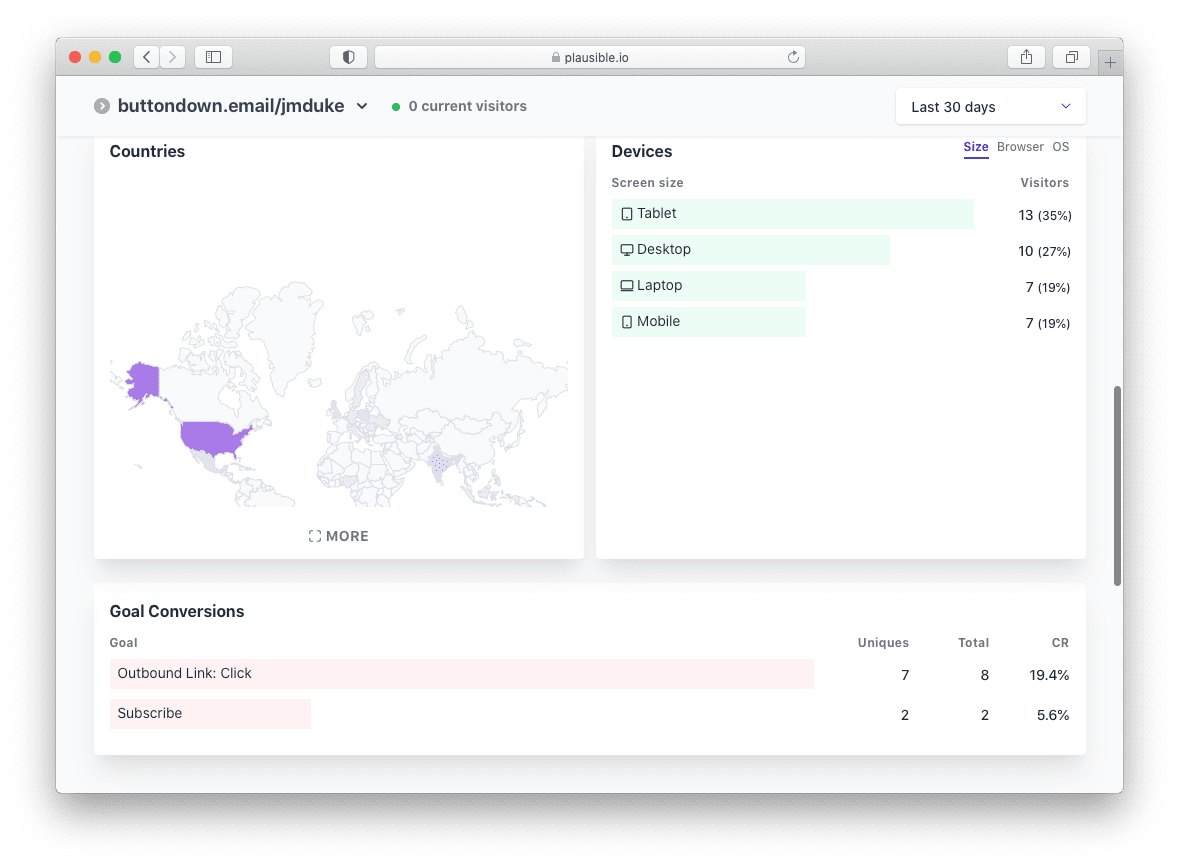 plausible.io
buttondown.email/jmduke
0 current visitors
Last 30 days
Countries
MORE
Devices
Size Browser OS
Screen size Visitors
Tablet 13 (35%)
Desktop 10 (27%)
Laptop 7 (19%)
Mobile 7 (19%)
Goal Conversions
Goal Uniques Total CR
Outbound Link: Click 7 8 19.4%
Subscribe 2 2 5.6%